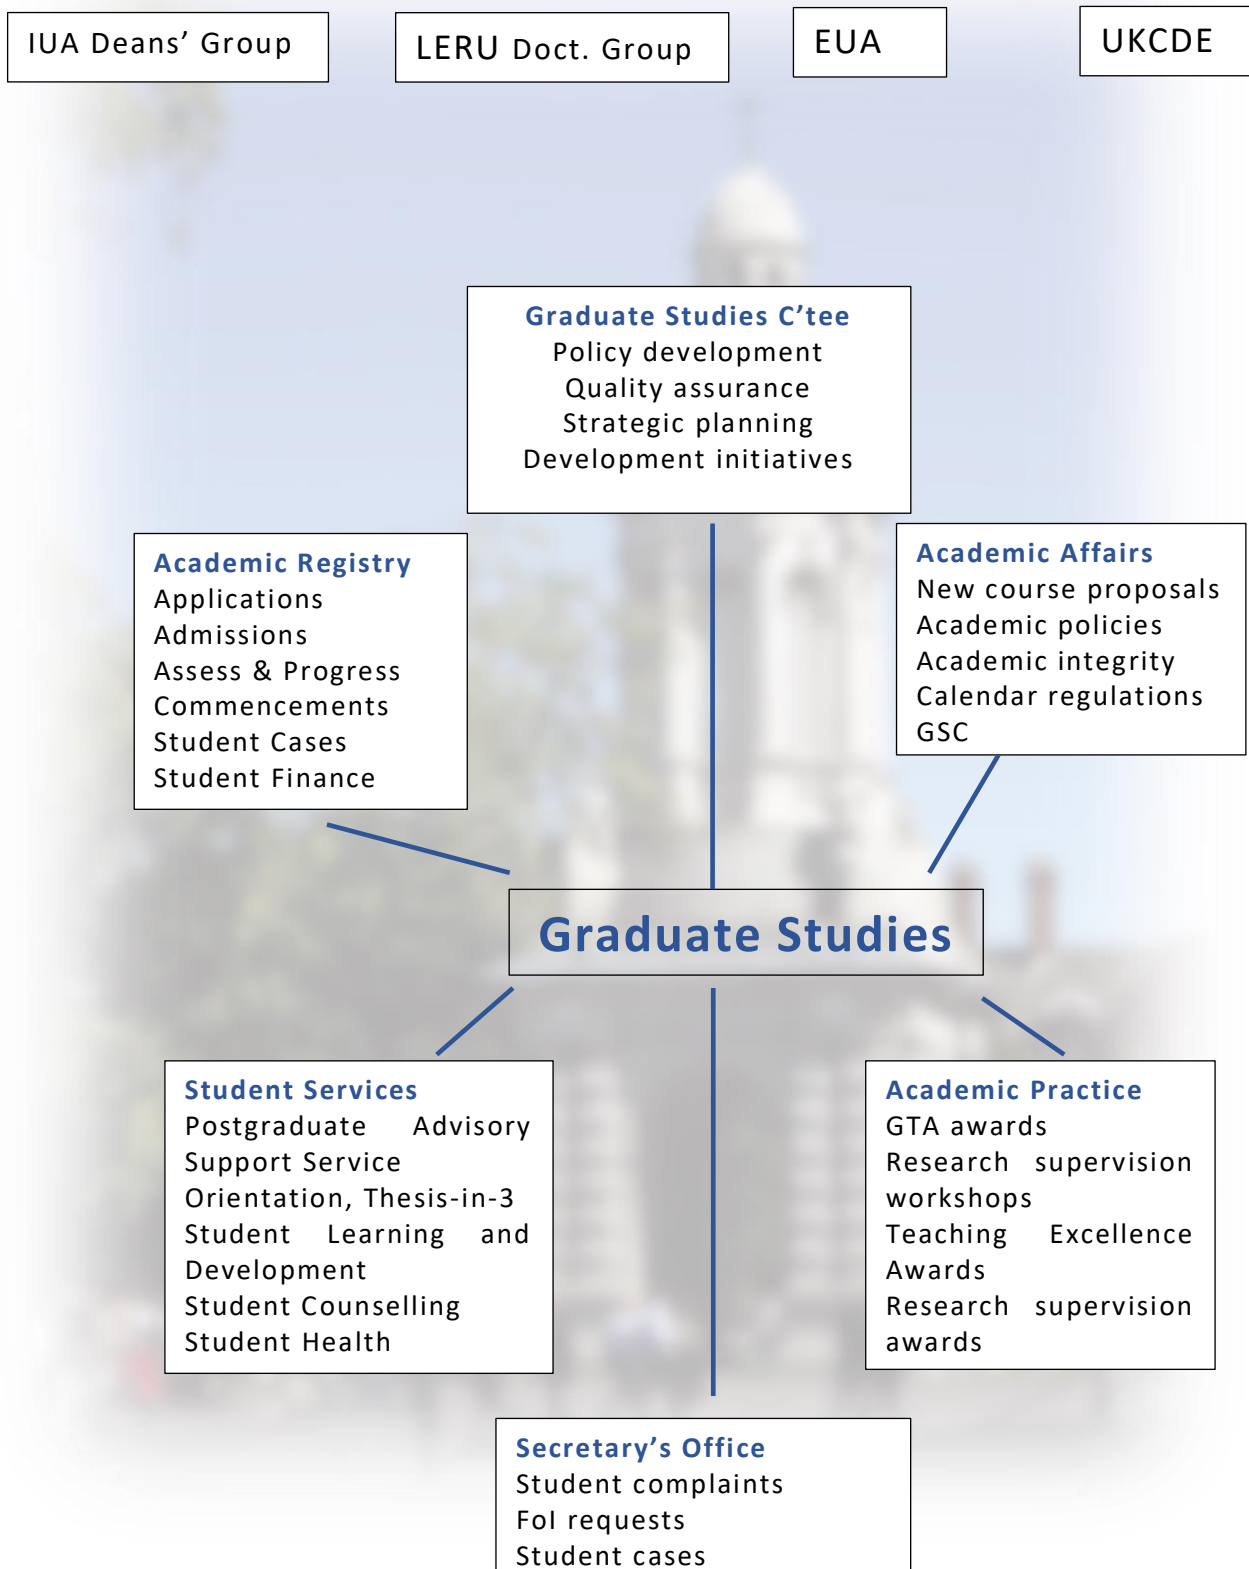 IUA Deans’ Group
LERU Doct. Group
EUA
UKCDE
Graduate Studies C’tee
Policy development
Quality assurance
Strategic planning
Development initiatives
Academic Registry
Applications
Admissions
Assess & Progress
Commencements
Student Cases
Student Finance
Academic Affairs
New course proposals
Academic policies
Academic integrity
Calendar regulations
GSC
Graduate Studies
Student Services
Postgraduate Advisory
Support Service
Orientation, Thesis-in-3
Student Learning and
Development
Student Counselling
Student Health
Academic Practice
GTA awards
Research supervision
workshops
Teaching Excellence
Awards
Research supervision
awards
Secretary’s Office
Student complaints
FoI requests
Student cases